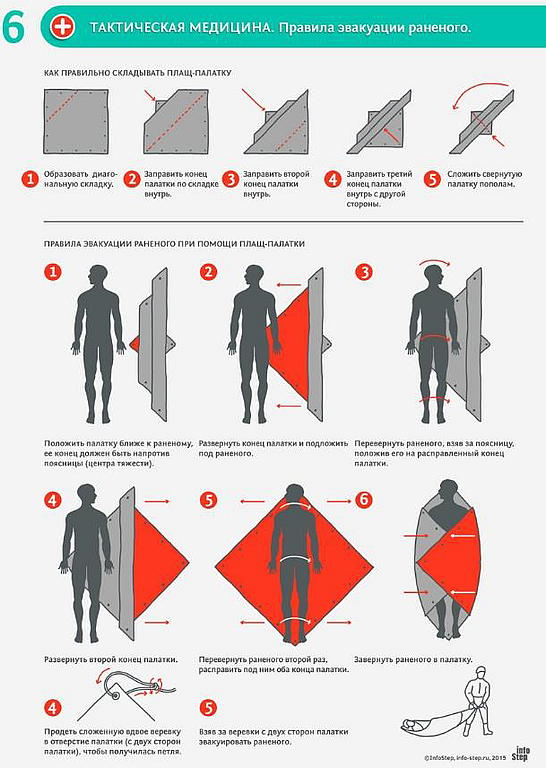 6
ТАКТИЧЕСКАЯ МЕДИЦИНА. Правила эвакуации раненого.
КАК ПРАВИЛЬНО СКЛАДЫВАТЬ ПЛАЩ-ПАЛАТКУ
1 Образовать диаго-
нальную складку.
2 Заправить конец
палатки по складке
внутрь.
3 Заправить второй
конец палатки
внутрь.
4 Заправить третий
конец палатки
внутрь с другой
стороны.
5 Сложить свернутую
палатку пополам.
ПРАВИЛА ЭВАКУАЦИИ РАНЕНОГО ПРИ ПОМОЩИ ПЛАЩ-ПАЛАТКИ
1
Положить палатку ближе к раненому,
ее конец должен быть напротив
поясницы (центра тяжести).
2
Развернуть конец палатки и подложить
под раненого.
3
Перевернуть раненого, взяв за поясницу,
положив его на расправленный конец
палатки.
4
Развернуть второй конец палатки.
5
Перевернуть раненого второй раз,
расправить под ним оба конца палатки.
6
Завернуть раненого в палатку.
4
Продеть сложенную вдвое веревку
в отверстие палатки (с двух сторон
палатки), чтобы получилась петля.
5
Взяв за веревки с двух сторон палатки
эвакуировать раненого.
©InfoStep, info-step.ru, 2015
info
Step